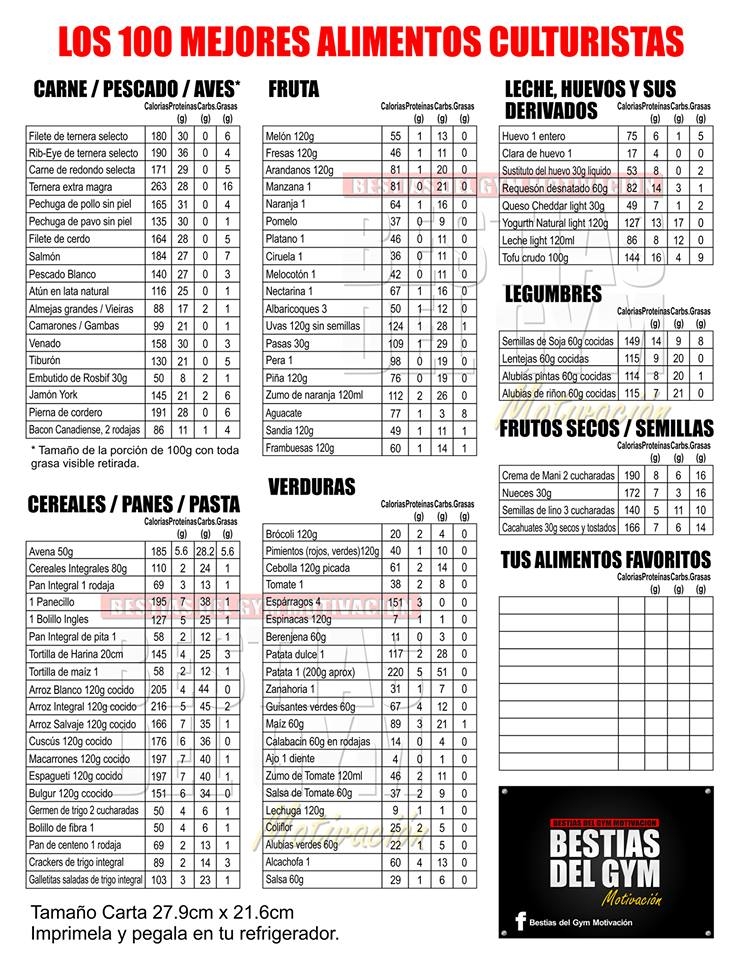 LOS 100 MEJORES ALIMENTOS CULTURISTAS
CARNE / PESCADO / AVES*
Calorías Proteínas Carbs. Grasas
(g) (g) (g)
Filete de ternera selecto 180 30 0 6
Rib-Eye de ternera selecto 190 36 0 4
Carne de redondo selecta 171 29 0 5
Ternera extra magra 263 28 0 16
Pechuga de pollo sin piel 165 31 0 4
Pechuga de pavo sin piel 135 30 0 1
Filete de cerdo 164 28 0 5
Salmón 184 27 0 7
Pescado Blanco 140 27 0 3
Atún en lata natural 116 25 0 1
Almejas grandes / Vieiras 88 17 2 1
Camarones / Gambas 99 21 0 1
Venado 158 30 0 3
Tiburón 130 21 0 5
Embutido de Rosbif 30g 50 8 2 1
Jamón York 145 21 2 6
Pierna de cordero 191 28 0 6
Bacon Canadiense, 2 rodajas 86 11 1 4
* Tamaño de la porción de 100g con toda
grasa visible retirada.
CEREALES / PANES / PASTA
Calorías Proteínas Carbs. Grasas
(g) (g) (g)
Avena 50g 185 5.6 28.2 5.6
Cereales Integrales 80g 110 2 24 1
Pan Integral 1 rodaja 69 3 13 1
1 Panecillo 195 7 38 1
1 Bolillo Ingles 127 5 25 1
Pan Integral de pita 1 58 2 12 1
Tortilla de Harina 20cm 145 4 25 3
Tortilla de maíz 1 58 2 12 1
Arroz Blanco 120g cocido 205 4 44 0
Arroz Integral 120g cocido 216 5 45 2
Arroz Salvaje 120g cocido 166 7 35 1
Cuscús 120g cocido 176 6 36 0
Macarrones 120g cocido 197 7 40 1
Espagueti 120g cocido 197 7 40 1
Bulgur 120g ccocido 151 6 34 0
Germen de trigo 2 cucharadas 50 4 6 1
Bolillo de fibra 1 50 4 6 1
Pan de centeno 1 rodaja 69 2 13 1
Crackers de trigo integral 89 2 14 3
Galletitas saladas de trigo integral 103 3 23 1
FRUTA
Calorías Proteínas Carbs. Grasas
(g) (g) (g)
Melón 120g 55 1 13 0
Fresas 120g 46 1 11 0
Arandanos 120g 81 1 20 0
Manzana 1 81 0 21 0
Naranja 1 64 1 16 0
Pomelo 37 0 9 0
Platano 1 46 0 11 0
Ciruela 1 36 0 11 0
Melocotón 1 42 0 11 0
Nectarina 1 67 1 16 0
Albaricoques 3 50 1 12 0
Uvas 120g sin semillas 124 1 28 1
Pasas 30g 109 1 29 0
Pera 1 98 0 19 0
Piña 120g 76 0 19 0
Zumo de naranja 120ml 112 2 26 0
Aguacate 77 1 3 8
Sandia 120g 49 1 11 1
Frambuesas 120g 60 1 14 1
VERDURAS
Calorías Proteínas Carbs. Grasas
(g) (g) (g)
Brócoli 120g 20 2 4 0
Pimientos (rojos, verdes)120g 40 1 10 0
Cebolla 120g picada 61 2 14 0
Tomate 1 38 2 8 0
Espárragos 4 151 3 0 0
Espinacas 120g 7 1 1 0
Berenjena 60g 11 0 3 0
Patata dulce 1 117 2 28 0
Patata 1 (200g aprox) 220 5 51 0
Zanahoria 1 31 1 7 0
Guisantes verdes 60g 67 4 12 0
Maíz 60g 89 3 21 1
Calabacin 60g en rodajas 14 0 4 0
Ajo 1 diente 4 0 1 0
Zumo de Tomate 120ml 46 2 11 0
Salsa de Tomate 60g 37 2 9 0
Lechuga 120g 9 1 1 0
Coliflor 25 2 5 0
Alubias verdes 60g 22 1 5 0
Alcachofa 1 60 4 13 0
Salsa 60g 29 1 6 0
LECHE, HUEVOS Y SUS
DERIVADOS
Calorías Proteínas Carbs. Grasas
(g) (g) (g)
Huevo 1 entero 75 6 1 5
Clara de huevo 1 17 4 0 0
Sustituto del huevo 30g liquido 53 8 0 2
Requesón desnatado 60g 82 14 3 1
Queso Cheddar light 30g 49 7 1 2
Yogurth Natural light 120g 127 13 17 0
Leche light 120ml 86 8 12 0
Tofu crudo 100g 144 16 4 9
LEGUMBRES
Calorías Proteínas Carbs. Grasas
(g) (g) (g)
Semillas de Soja 60g cocidas 149 14 9 8
Lentejas 60g cocidas 115 9 20 0
Alubias pintas 60g cocidas 114 8 20 1
Alubias de riñon 60g cocidas 115 7 21 0
FRUTOS SECOS / SEMILLAS
Calorías Proteínas Carbs. Grasas
(g) (g) (g)
Crema de Mani 2 cucharadas 190 8 6 16
Nueces 30g 172 7 3 16
Semillas de lino 3 cucharadas 140 5 11 10
Cacahuates 30g secos y tostados 166 7 6 14
TUS ALIMENTOS FAVORITOS
Calorías Proteínas Carbs. Grasas
(g) (g) (g)
BESTIAS DEL GYM MOTIVACION
BESTIAS
DEL GYM
Motivación
BESTIAS DEL GYM MOTIVACION
BESTIAS
DEL GYM
Motivación
BESTIAS DEL GYM MOTIVACION
BESTIAS
DEL GYM
Motivación
f Bestias del Gym Motivación
Tamaño Carta 27.9cm x 21.6cm
Imprimela y pegala en tu refrigerador.